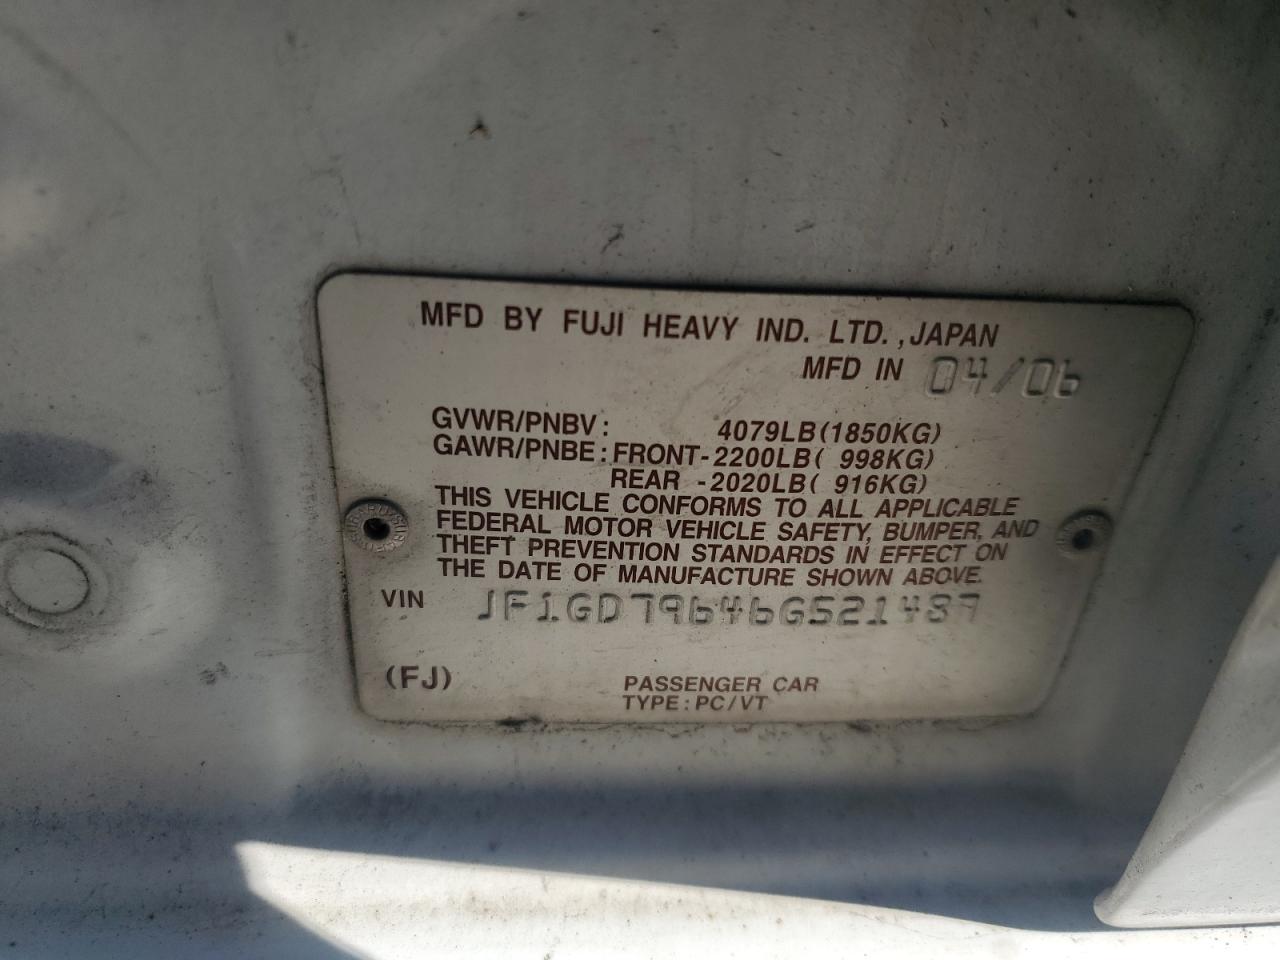 MFD BY FUJI HEAVY IND. LTD., JAPAN
MFD IN 04/06
GVWR/PNBV: 4079LB(1850KG)
GAWR/PNBE: FRONT-2200LB( 998KG)
REAR -2020LB( 916KG)
THIS VEHICLE CONFORMS TO ALL APPLICABLE
FEDERAL MOTOR VEHICLE SAFETY, BUMPER, AND
THEFT PREVENTION STANDARDS IN EFFECT ON
THE DATE OF MANUFACTURE SHOWN ABOVE.
VIN JF1GD79646G521487
(FJ)
PASSENGER CAR
TYPE:PC/VT